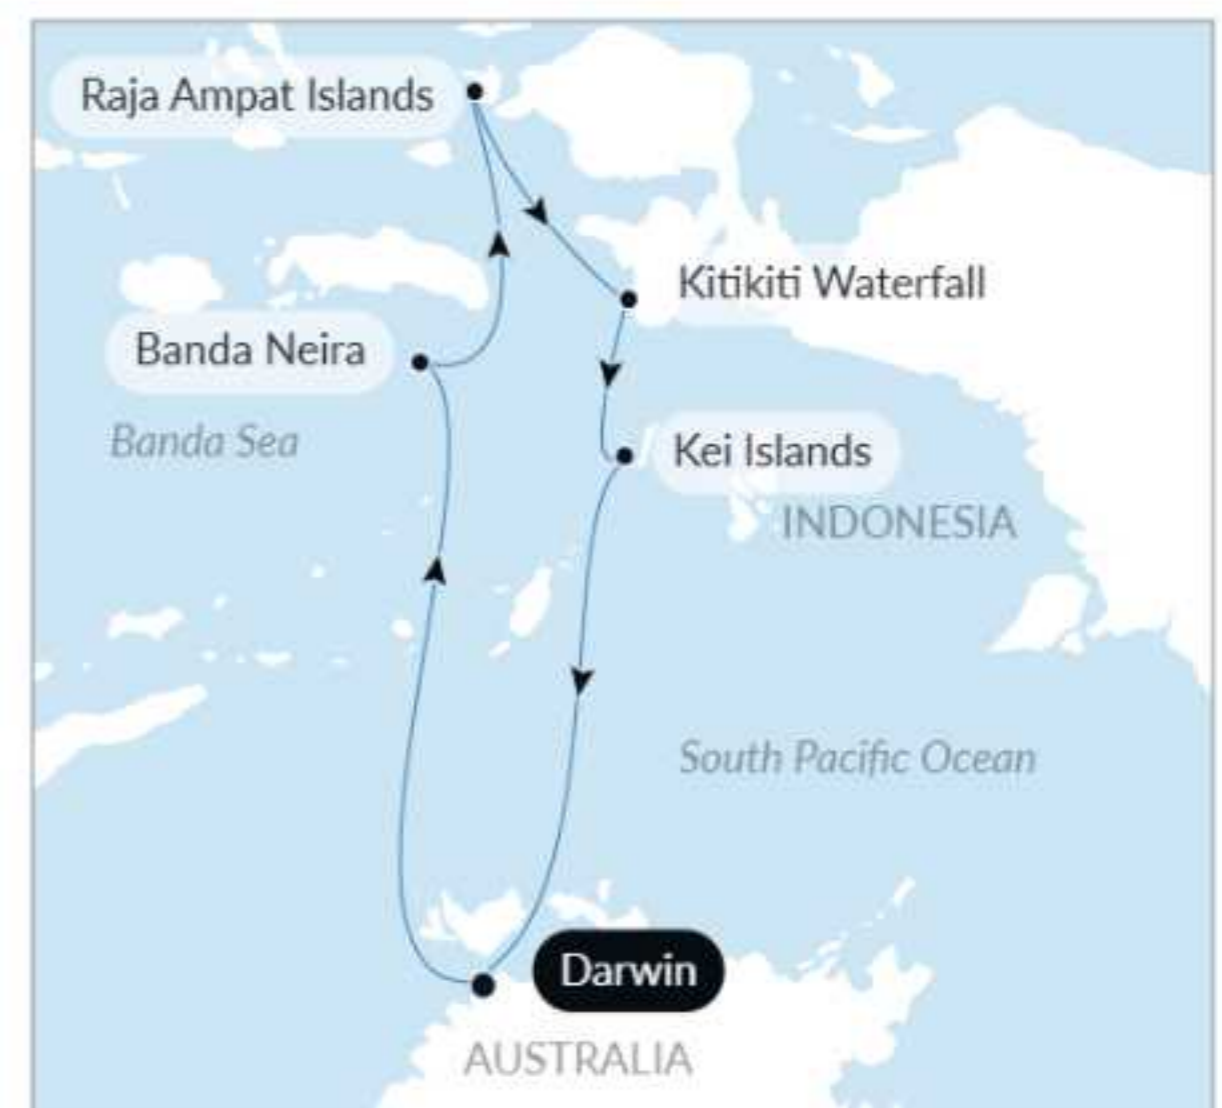 Raja Ampat Islands
Kitikiti Waterfall
Banda Neira
Banda Sea
Kei Islands
INDONESIA
South Pacific Ocean
Darwin
AUSTRALIA